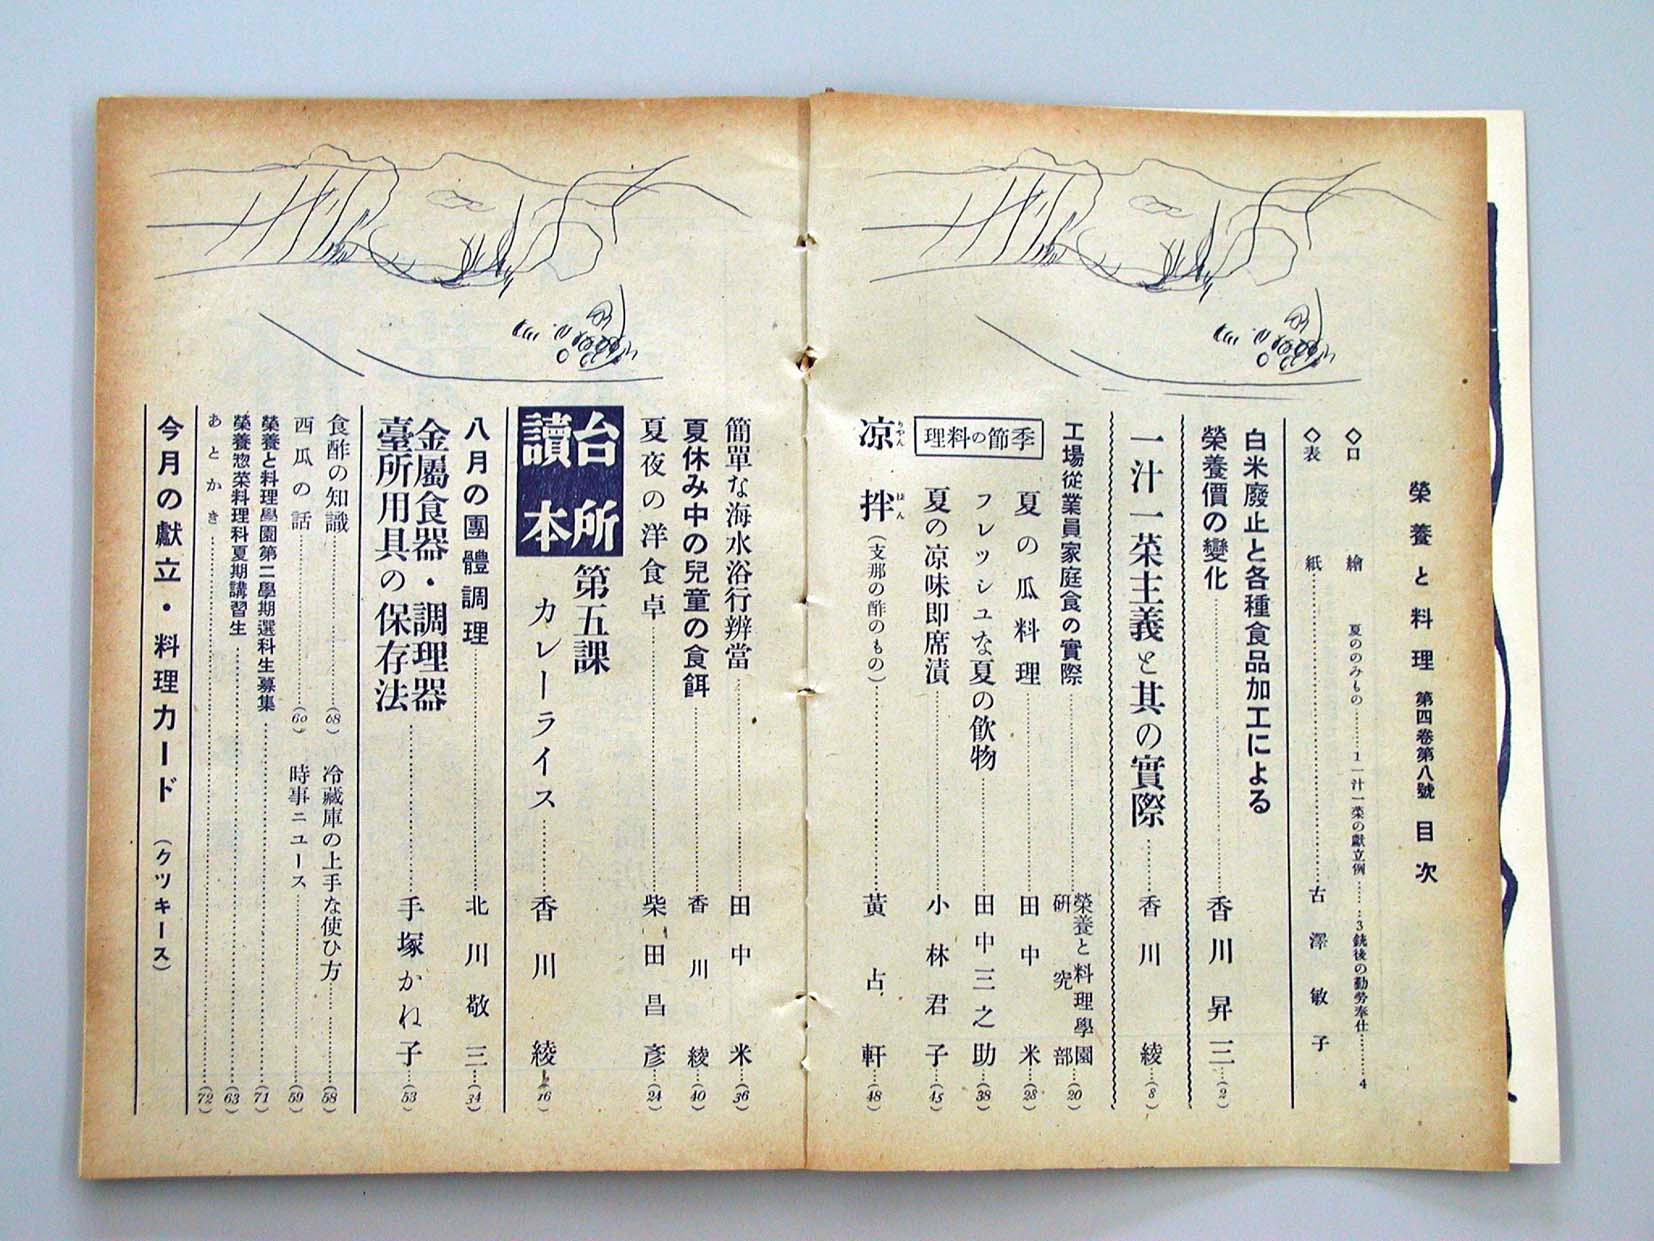 榮養と料理 第四卷第八號 目次
◇口繪 夏ののみもの……1 一汁一菜の獻立例……3 銃後の勤勞奉仕……4
◇表紙……古澤敏子
白米廢止と各種食品加工による
榮養價の變化……香川昇三……(2)
一汁一菜主義と其の實際……香川綾……(8)
工場從業員家庭食の實際……榮養と料理學園研究部……(20)
季節の料理
夏の瓜料理……田中米……(28)
フレッシュな夏の飮物……田中三之助……(38)
夏の凉味即席漬……小林君子……(45)
凉拌(支那の酢のもの)……黃占軒……(48)
りやん ほん
簡單な海水浴行辨當……田中米……(36)
夏休み中の兒童の食餌……香川綾……(40)
夏夜の洋食卓……柴田昌彥……(24)
台所讀本 第五課
カレーライス……香川綾……(16)
八月の團體調理……北川敬三……(34)
金屬食器・調理器
臺所用具の保存法……手塚かね子……(53)
食酢の知識……(68) 冷藏庫の上手な使ひ方……(58)
西瓜の話……(60) 時事ニユース……(59)
榮養と料理學園第二學期選科生募集……(71)
榮養惣菜料理科夏期講習生……(63)
あとかき……(72)
今月の獻立・料理カード (クツキース)